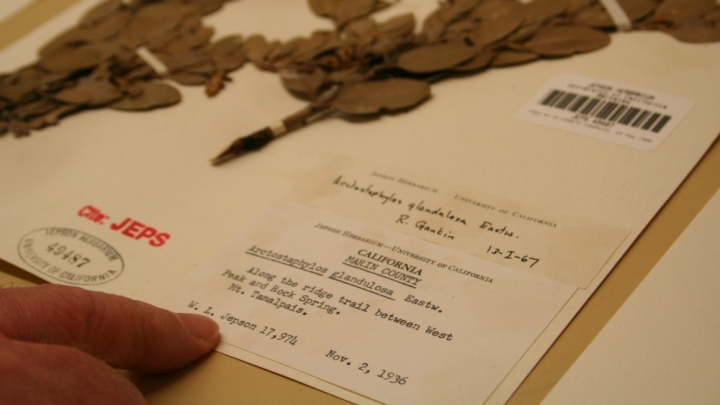 JEPSON HERBARIUM UNIVERSITY OF CALIFORNIA
Arctostaphylos glandulosa Eastw.
R. Gankin 12-I-67
Cite: JEPS
JEPSON HERBARIUM
49487
UNIVERSITY OF CALIFORNIA
JEPSON HERBARIUM—UNIVERSITY OF CALIFORNIA
CALIFORNIA
MARIN COUNTY
Arctostaphylos glandulosa Eastw.
Along the ridge trail between West
Peak and Rock Spring.
Mt. Tamalpais.
W. L. Jepson 17,974 Nov. 2, 1936